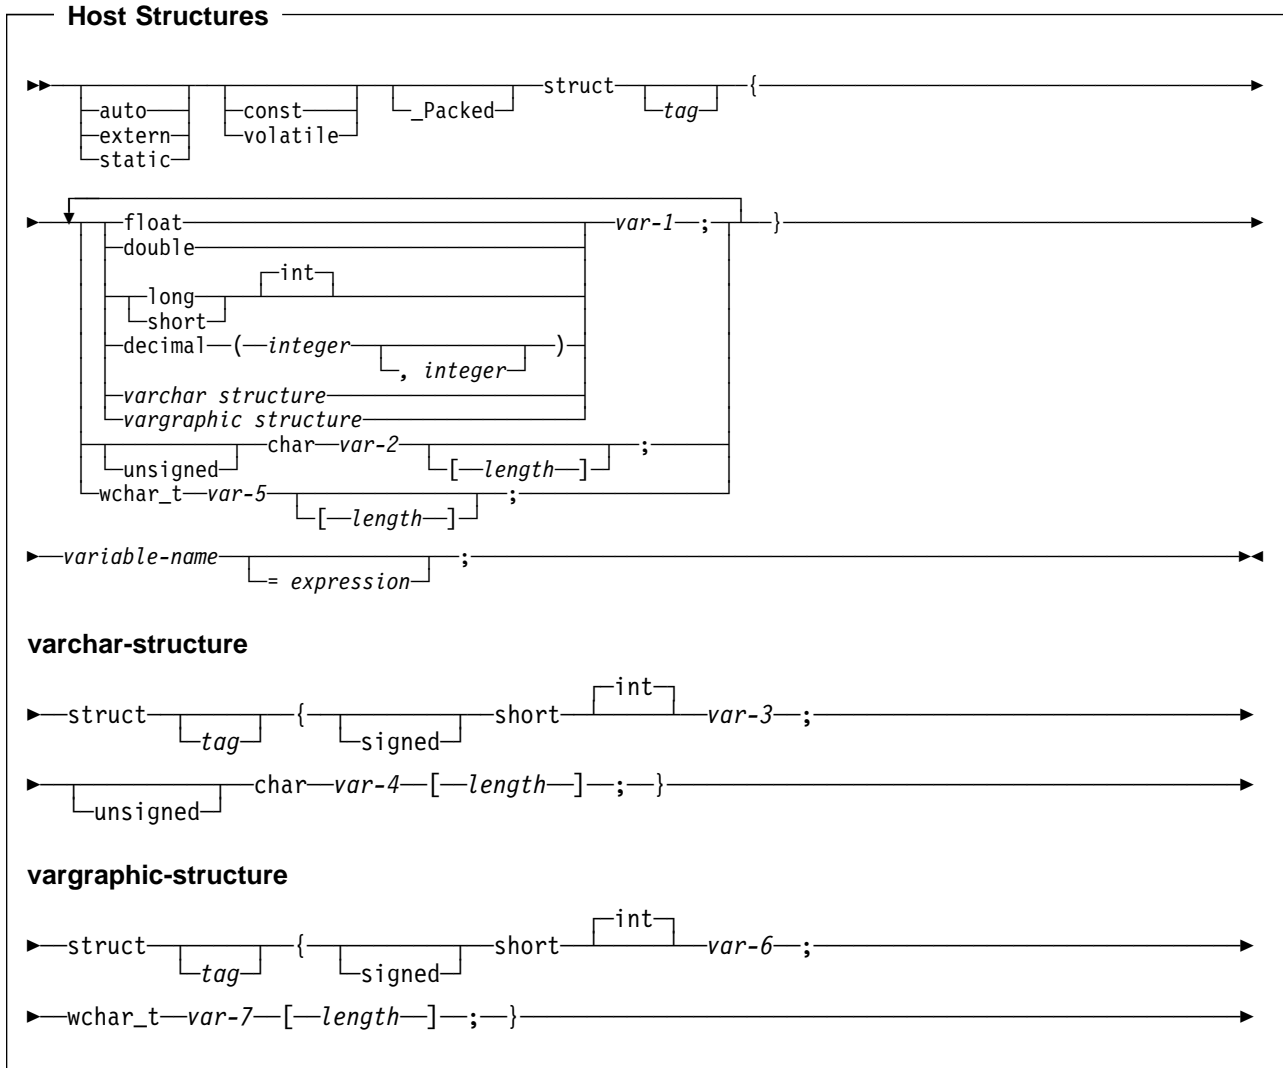 Host Structures
struct {
auto const _Packed tag
extern volatile
static
float var-1 ; }
double
int
long
short
decimal ( integer )
, integer
varchar structure
vargraphic structure
char var-2 ;
unsigned [ length ]
wchar_t var-5 ;
[ length ]
variable-name ;
= expression
varchar-structure
int
struct { short var-3 ;
tag signed
char var-4 [ length ] ; }
unsigned
vargraphic-structure
int
struct { short var-6 ;
tag signed
wchar_t var-7 [ length ] ; }